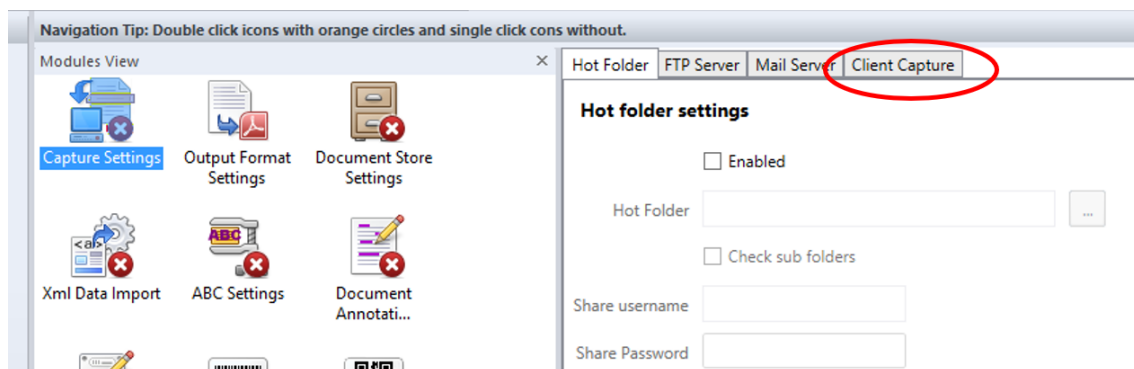 Navigation Tip: Double click icons with orange circles and single click cons without.
Modules View
Hot Folder FTP Server Mail Server Client Capture
Hot folder settings
Enabled
Hot Folder
...
Check sub folders
Share username
Share Password
Capture Settings
Output Format
Settings
Document Store
Settings
<a>
ABC
Xml Data Import
ABC Settings
Document
Annotati...